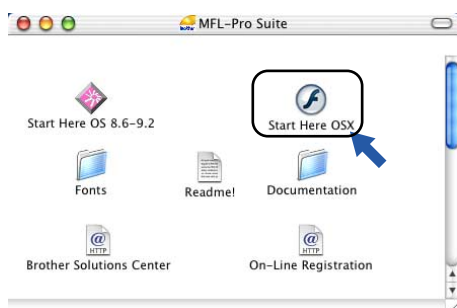 MFL-Pro Suite
Start Here OS 8.6-9.2
Start Here OSX
Fonts
Readme!
Documentation
@
HTTP
Brother Solutions Center
@
HTTP
On-Line Registration